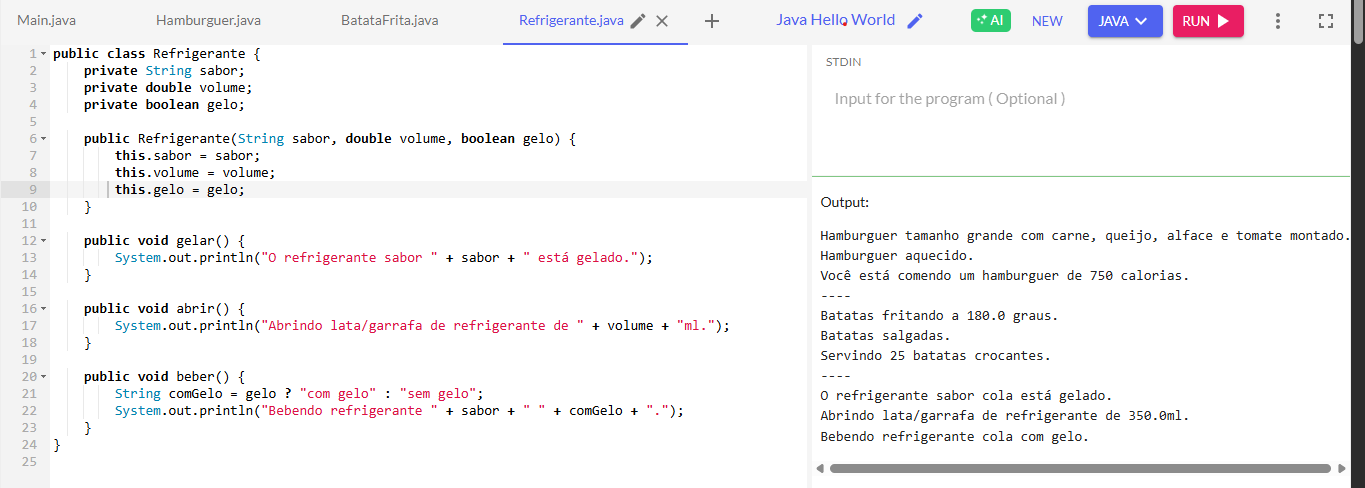 Main.java Hamburguer.java BatataFrita.java Refrigerante.java Java Hello World AI NEW JAVA RUN
1 public class Refrigerante {
2     private String sabor;
3     private double volume;
4     private boolean gelo;
5
6     public Refrigerante(String sabor, double volume, boolean gelo) {
7         this.sabor = sabor;
8         this.volume = volume;
9         this.gelo = gelo;
10     }
11
12     public void gelar() {
13         System.out.println("O refrigerante sabor " + sabor + " está gelado.");
14     }
15
16     public void abrir() {
17         System.out.println("Abrindo lata/garrafa de refrigerante de " + volume + "ml.");
18     }
19
20     public void beber() {
21         String comGelo = gelo ? "com gelo" : "sem gelo";
22         System.out.println("Bebendo refrigerante " + sabor + " " + comGelo + ".");
23     }
24 }
25
STDIN
Input for the program ( Optional )
Output:
Hamburguer tamanho grande com carne, queijo, alface e tomate montado.
Hamburguer aquecido.
Você está comendo um hamburguer de 750 calorias.
----
Batatas fritando a 180.0 graus.
Batatas salgadas.
Servindo 25 batatas crocantes.
----
O refrigerante sabor cola está gelado.
Abrindo lata/garrafa de refrigerante de 350.0ml.
Bebendo refrigerante cola com gelo.